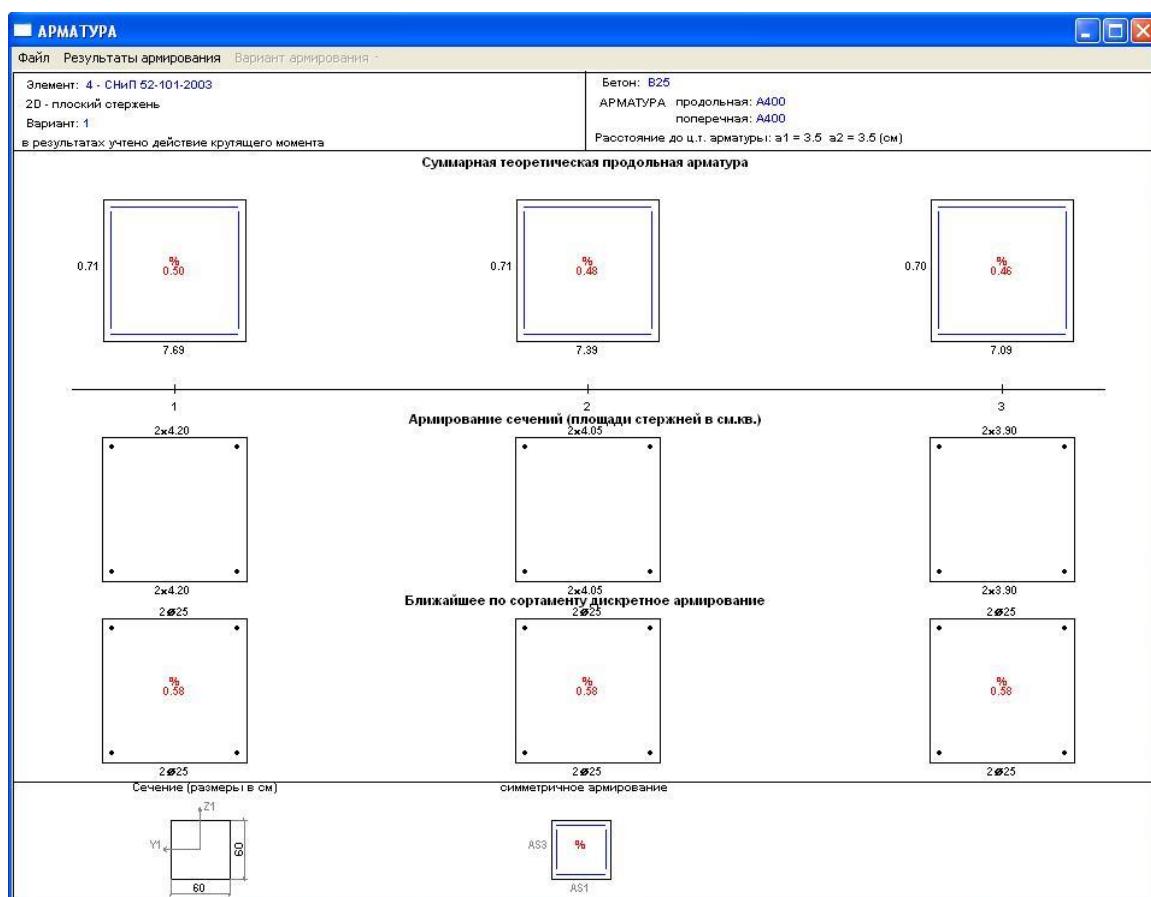 АРМАТУРА
Файл Результаты армирования Вариант армирования
Элемент: 4 - СНиП 52-101-2003
2D - плоский стержень
Вариант: 1
в результатах учтено действие крутящего момента
Бетон: B25
АРМАТУРА продольная: A400
поперечная: A400
Расстояние до ц.т. арматуры: a1 = 3.5 a2 = 3.5 (см)
Суммарная теоретическая продольная арматура
0.71 % 0.50 7.69
0.71 % 0.48 7.39
0.70 % 0.46 7.09
1 2 3
Армирование сечений (площади стержней в см.кв.)
2x4.20 2x4.05 2x3.90
2x4.20 2x4.05 2x3.90
Ближайшее по сортаменту дискретное армирование
2ø25 2ø25 2ø25
% % %
0.58 0.58 0.58
2ø25 2ø25 2ø25
Сечение (размеры в см)
Z1
Y1
60
60
симметричное армирование
AS3 %
AS1